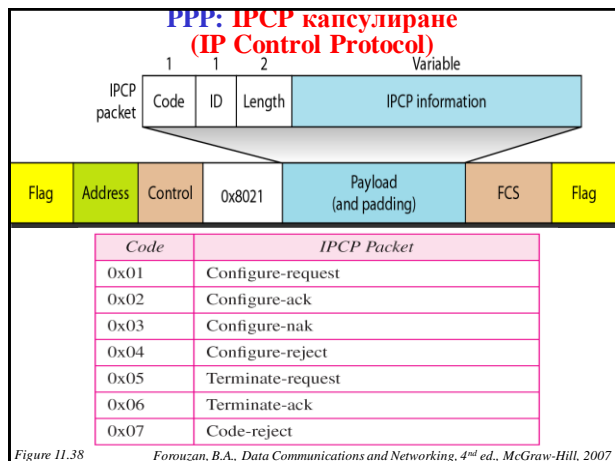 PPP: IPCP капсулиране
(IP Control Protocol)
1 1 2 Variable
IPCP
packet
Code ID Length IPCP information
Flag Address Control 0x8021 Payload
(and padding) FCS Flag
Code IPCP Packet
0x01 Configure-request
0x02 Configure-ack
0x03 Configure-nak
0x04 Configure-reject
0x05 Terminate-request
0x06 Terminate-ack
0x07 Code-reject
Figure 11.38 Forouzan, B.A., Data Communications and Networking, 4nd ed., McGraw-Hill, 2007